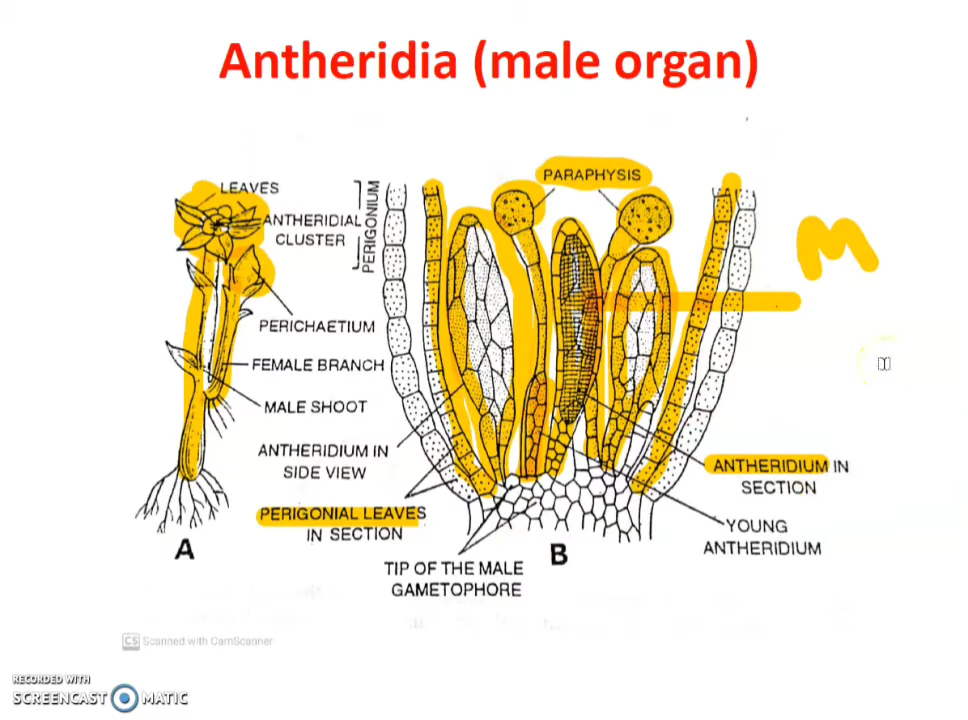 Antheridia (male organ)
LEAVES
ANTHERIDIAL
CLUSTER
PERIGONIUM
PERICHAETIUM
FEMALE BRANCH
MALE SHOOT
ANTHERIDIUM IN
SIDE VIEW
PERIGONIAL LEAVES
IN SECTION
A
PARAPHYSIS
M
ANTHERIDIUM IN
SECTION
YOUNG
ANTHERIDIUM
B
TIP OF THE MALE
GAMETOPHORE
CS Scanned with CamScanner
RECORDED WITH
SCREENCAST MATIC